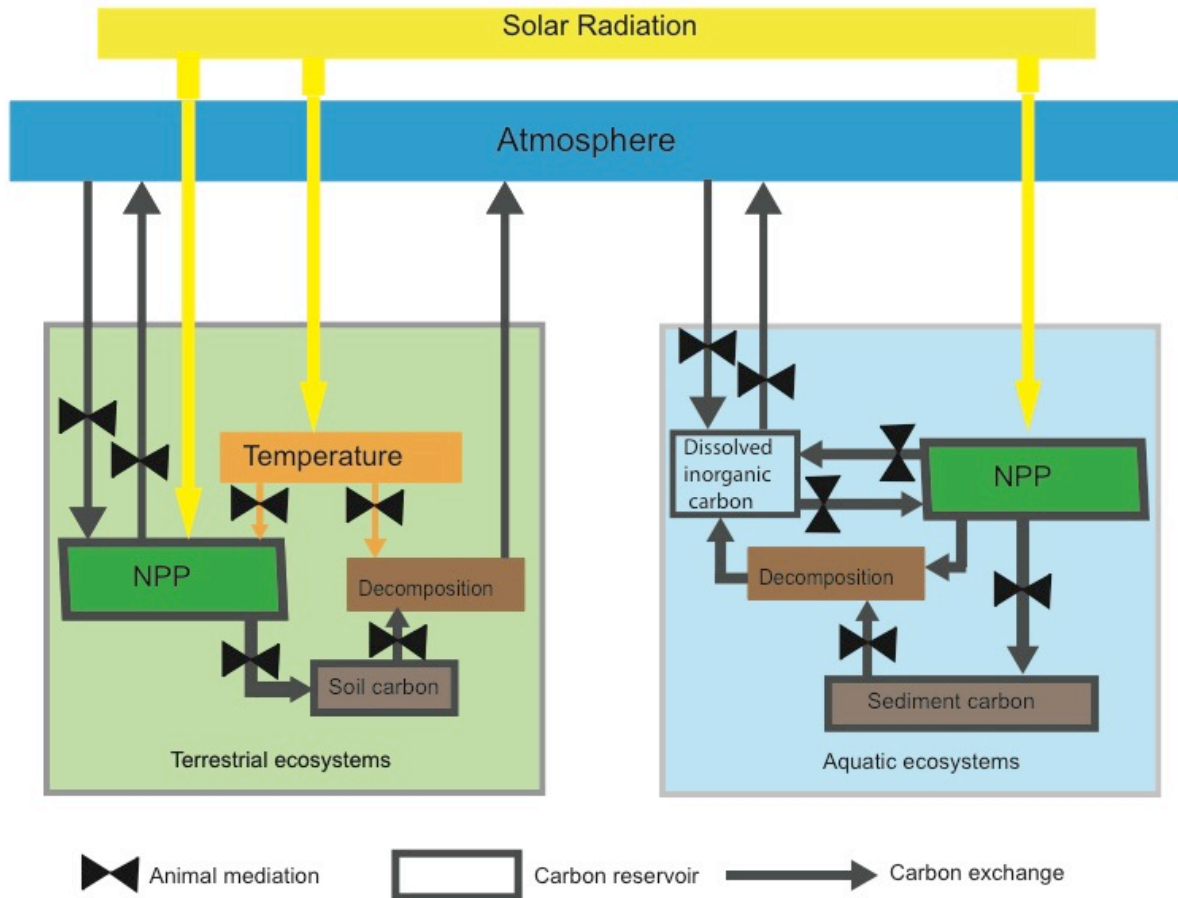 Solar Radiation
Atmosphere
Temperature
NPP
Decomposition
Soil carbon
Terrestrial ecosystems
Dissolved
inorganic
carbon
NPP
Decomposition
Sediment carbon
Aquatic ecosystems
Animal mediation
Carbon reservoir
Carbon exchange